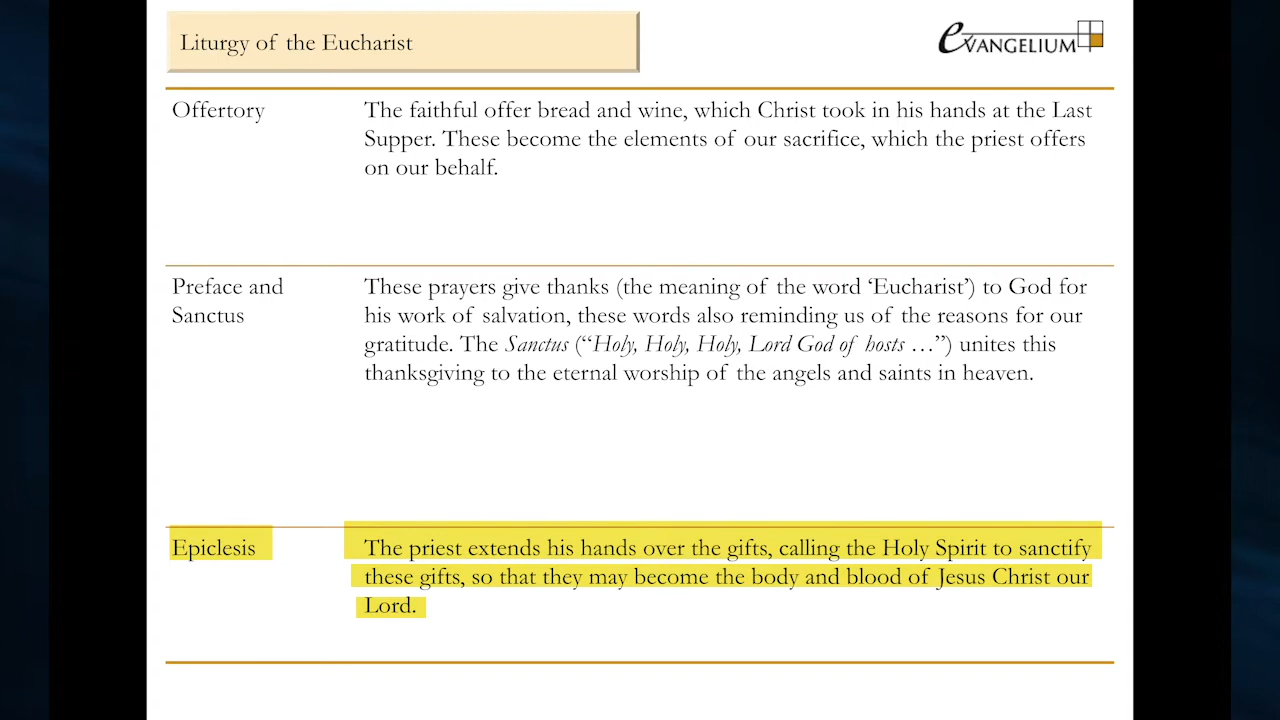 Liturgy of the Eucharist
eVANGELIUM
Offertory
The faithful offer bread and wine, which Christ took in his hands at the Last
Supper. These become the elements of our sacrifice, which the priest offers
on our behalf.
Preface and
Sanctus
These prayers give thanks (the meaning of the word ‘Eucharist’) to God for
his work of salvation, these words also reminding us of the reasons for our
gratitude. The Sanctus (“Holy, Holy, Holy, Lord God of hosts …”) unites this
thanksgiving to the eternal worship of the angels and saints in heaven.
Epiclesis
The priest extends his hands over the gifts, calling the Holy Spirit to sanctify
these gifts, so that they may become the body and blood of Jesus Christ our
Lord.